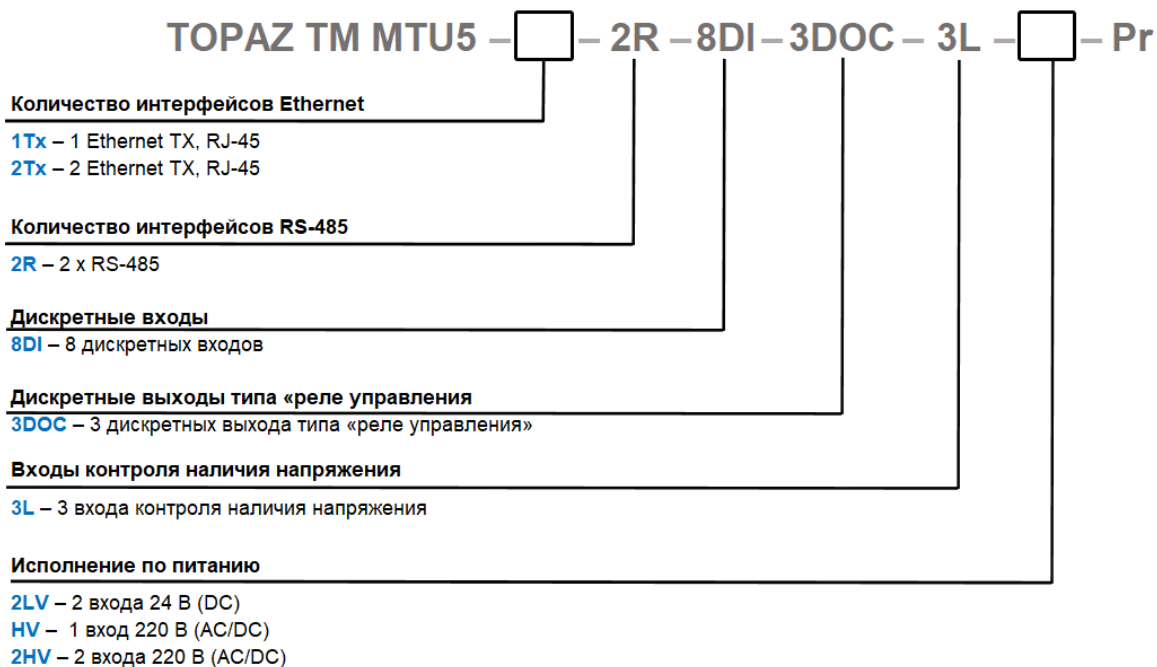 TOPAZ TM MTU5 – – 2R – 8DI – 3DOC – 3L – – Pr
Количество интерфейсов Ethernet
1Tx – 1 Ethernet TX, RJ-45
2Tx – 2 Ethernet TX, RJ-45
Количество интерфейсов RS-485
2R – 2 x RS-485
Дискретные входы
8DI – 8 дискретных входов
Дискретные выходы типа «реле управления
3DOC – 3 дискретных выхода типа «реле управления»
Входы контроля наличия напряжения
3L – 3 входа контроля наличия напряжения
Исполнение по питанию
2LV – 2 входа 24 В (DC)
HV – 1 вход 220 В (AC/DC)
2HV – 2 входа 220 В (AC/DC)